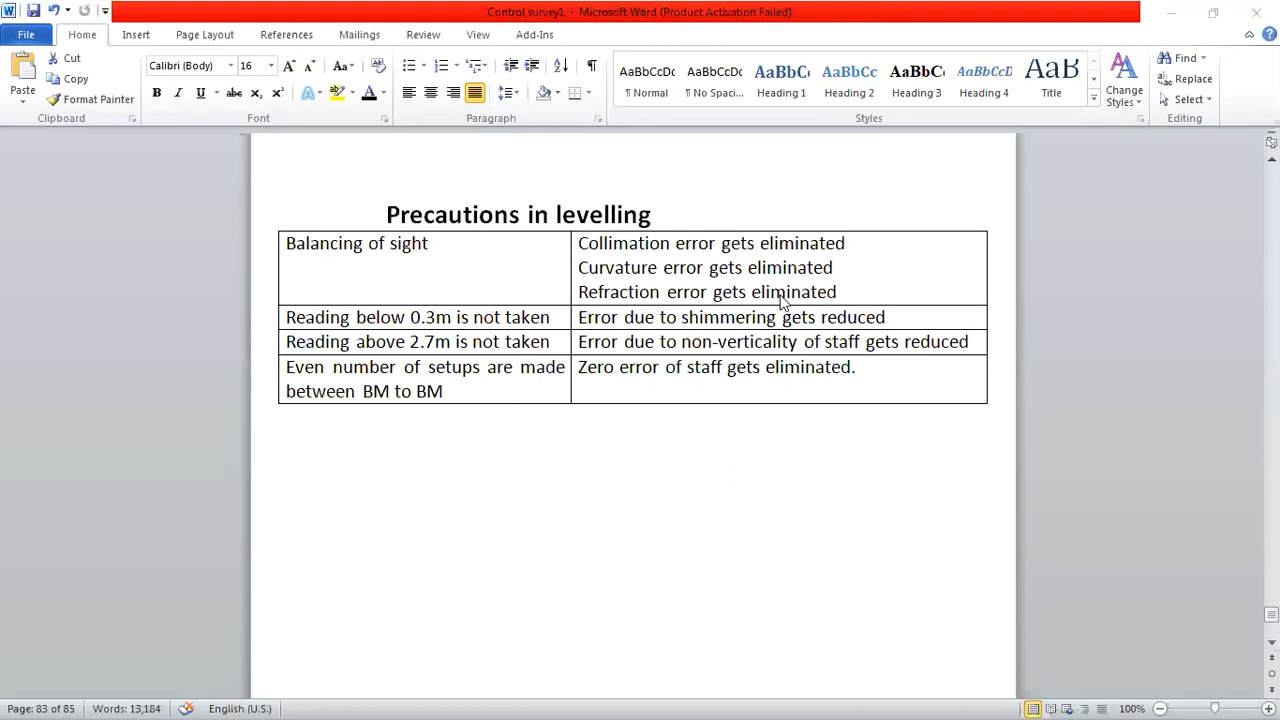 Control survey1 - Microsoft Word (Product Activation Failed)
File Home Insert Page Layout References Mailings Review View Add-Ins
Paste
Cut
Copy
Format Painter
Clipboard
Calibri (Body) 16
Font
Paragraph
AaBbCcDc AaBbCcDc AaBbC AaBbCc AaBbC AaBbCcD AaB
¶ Normal ¶ No Spaci... Heading 1 Heading 2 Heading 3 Heading 4 Title
Change Styles
Styles
Find
Replace
Select
Editing
Precautions in levelling
Balancing of sight
Collimation error gets eliminated
Curvature error gets eliminated
Refraction error gets eliminated
Reading below 0.3m is not taken
Error due to shimmering gets reduced
Reading above 2.7m is not taken
Error due to non-verticality of staff gets reduced
Even number of setups are made
between BM to BM
Zero error of staff gets eliminated.
Page: 83 of 85 Words: 13,184 English (U.S.) 100%